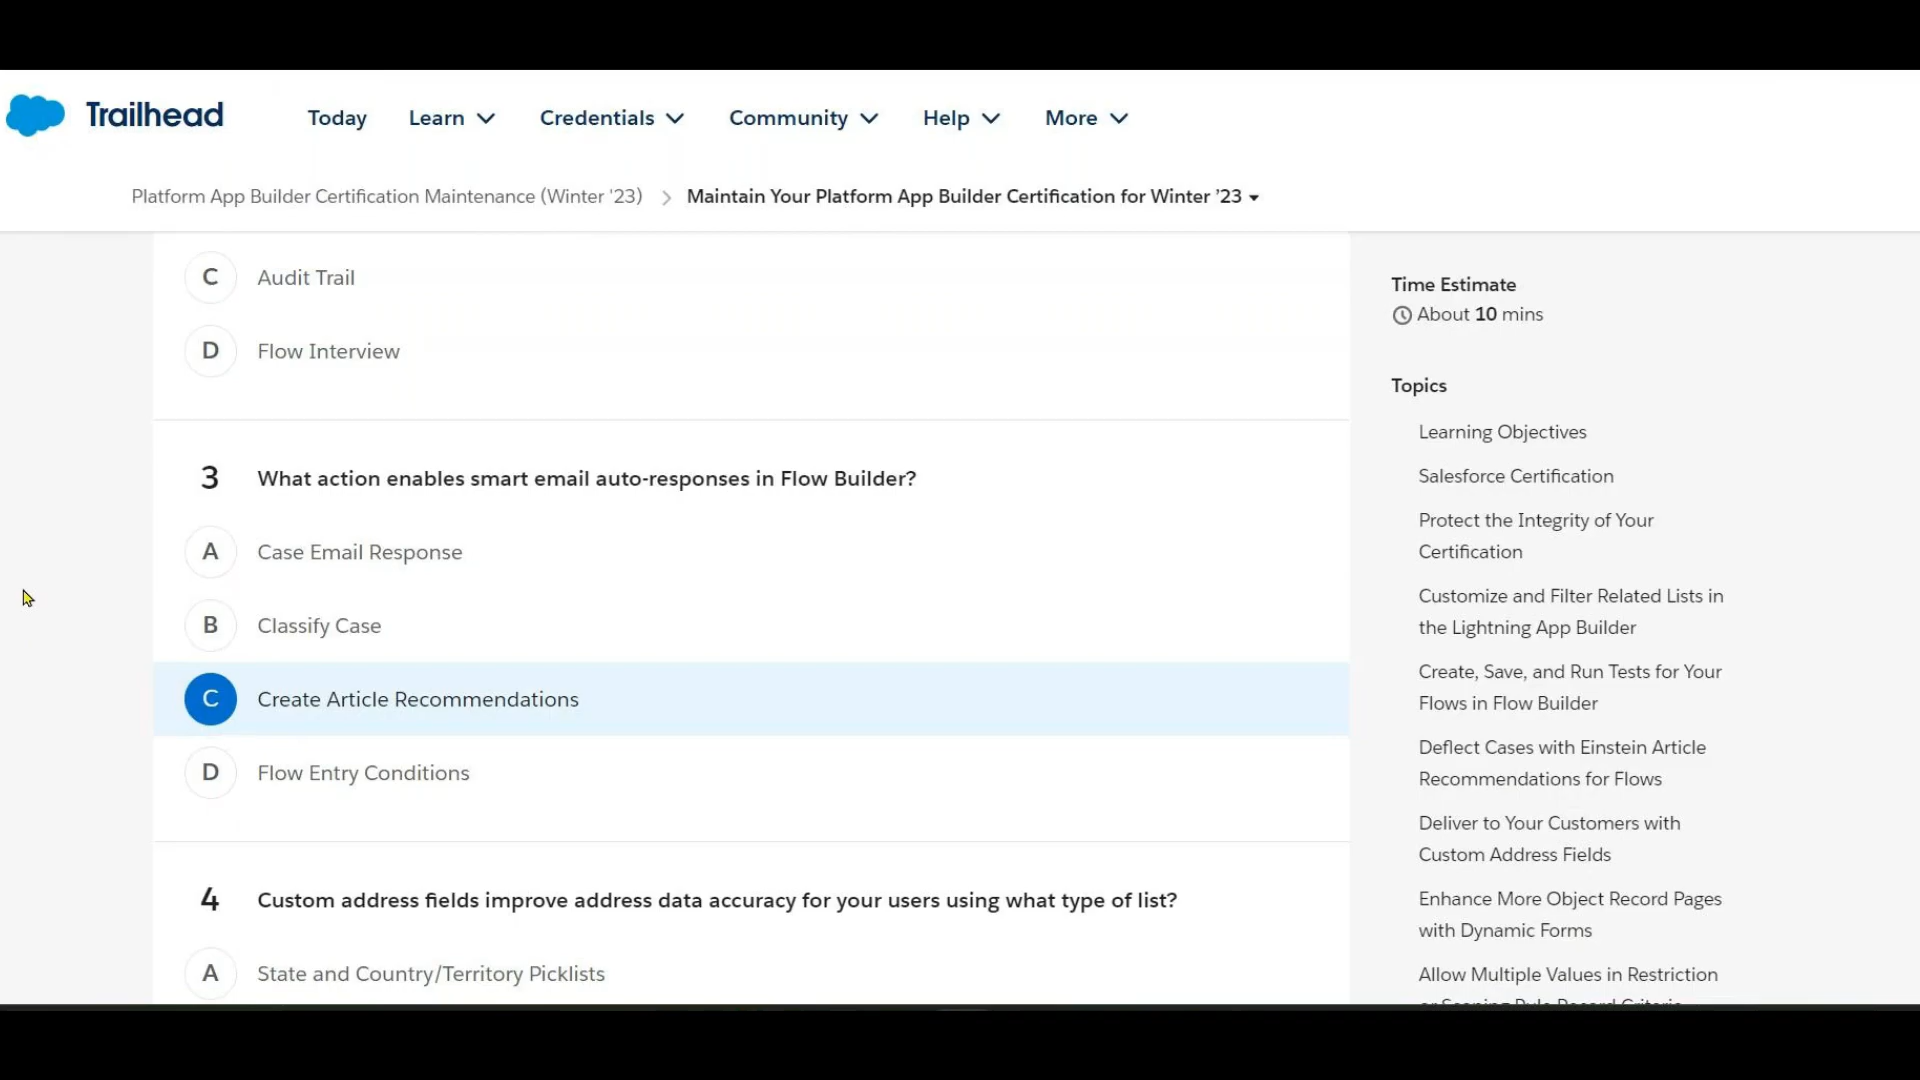 Trailhead
Today
Learn
Credentials
Community
Help
More
Platform App Builder Certification Maintenance (Winter '23)
Maintain Your Platform App Builder Certification for Winter ’23
C
Audit Trail
D
Flow Interview
3
What action enables smart email auto-responses in Flow Builder?
A
Case Email Response
B
Classify Case
C
Create Article Recommendations
D
Flow Entry Conditions
4
Custom address fields improve address data accuracy for your users using what type of list?
A
State and Country/Territory Picklists
Time Estimate
About 10 mins
Topics
Learning Objectives
Salesforce Certification
Protect the Integrity of Your
Certification
Customize and Filter Related Lists in
the Lightning App Builder
Create, Save, and Run Tests for Your
Flows in Flow Builder
Deflect Cases with Einstein Article
Recommendations for Flows
Deliver to Your Customers with
Custom Address Fields
Enhance More Object Record Pages
with Dynamic Forms
Allow Multiple Values in Restriction
or Scoping Rule Record Criteria